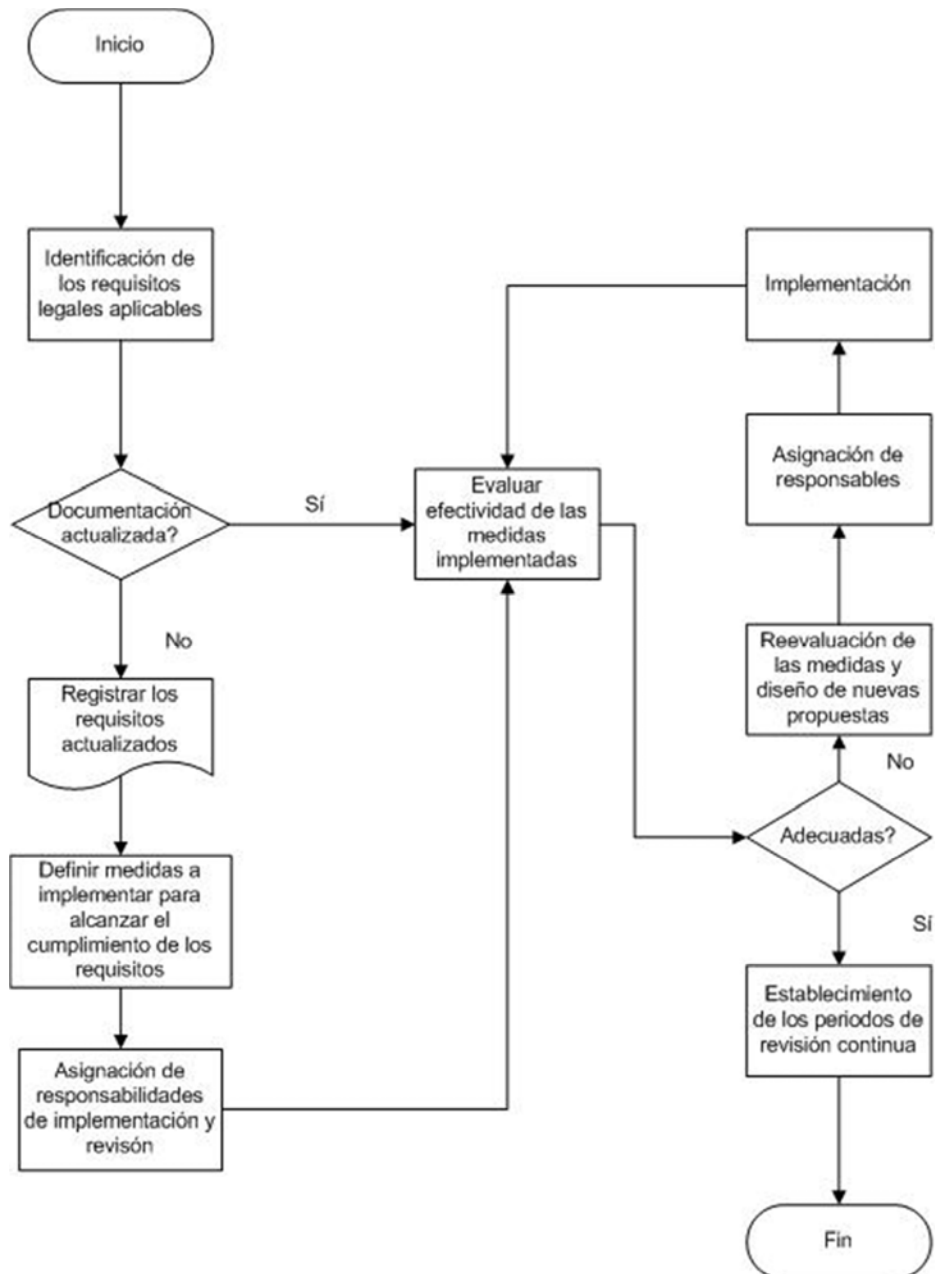 Inicio
Identificación de
los requisitos
legales aplicables
Documentación
actualizada?
Sí
No
Registrar los
requisitos
actualizados
Definir medidas a
implementar para
alcanzar el
cumplimiento de los
requisitos
Asignación de
responsabilidades
de implementación y
revisón
Evaluar
efectividad de las
medidas
implementadas
Implementación
Asignación de
responsables
Reevaluación de
las medidas y
diseño de nuevas
propuestas
No
Adecuadas?
Sí
Establecimiento
de los periodos de
revisión continua
Fin